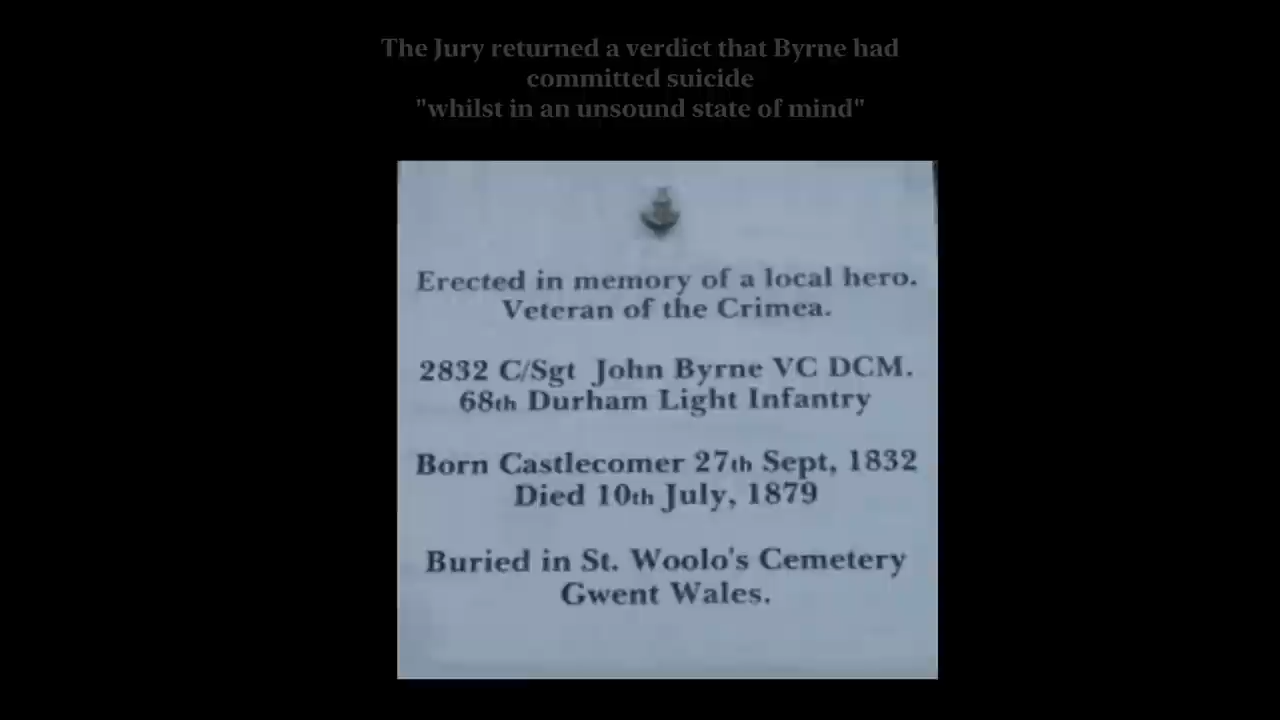 The Jury returned a verdict that Byrne had
committed suicide
"whilst in an unsound state of mind"
Erected in memory of a local hero.
Veteran of the Crimea.
2832 C/Sgt John Byrne VC DCM.
68th Durham Light Infantry
Born Castlecomer 27th Sept, 1832
Died 10th July, 1879
Buried in St. Woolo's Cemetery
Gwent Wales.